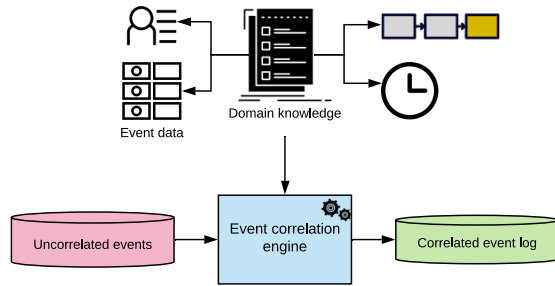 Domain knowledge
Event data
Uncorrelated events
Event correlation
engine
Correlated event log